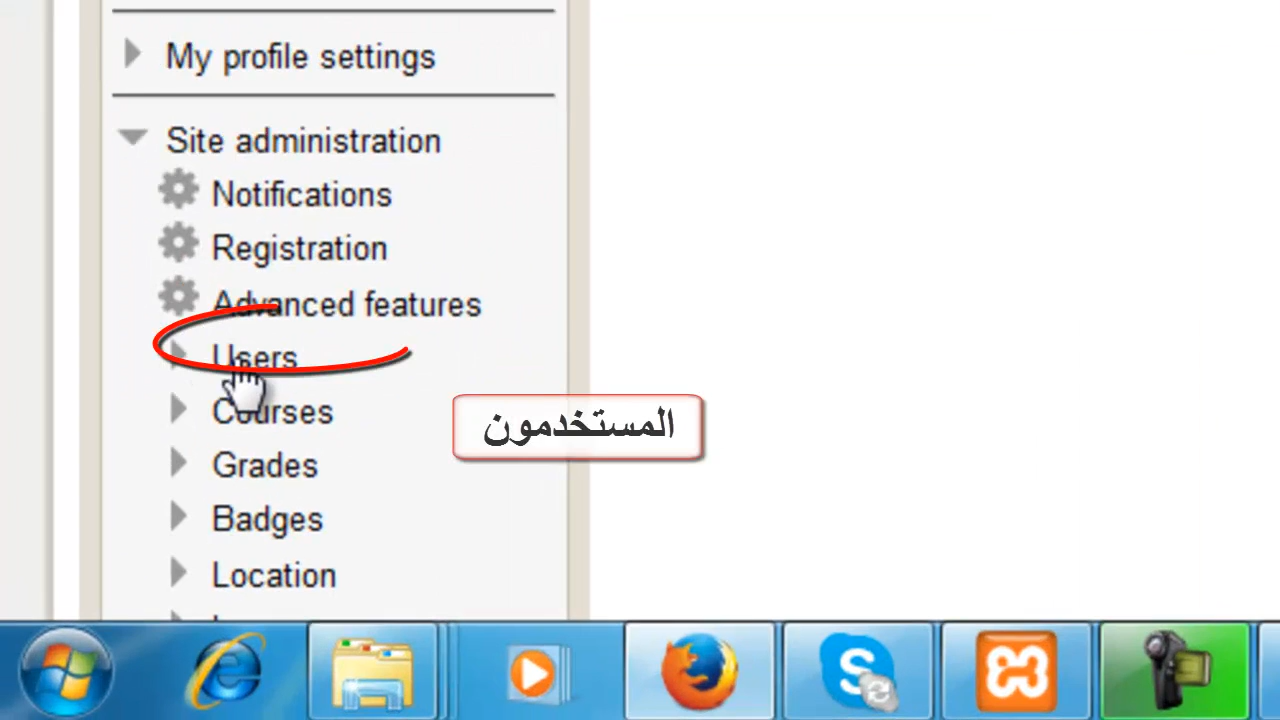 My profile settings
Site administration
Notifications
Registration
Advanced features
Users
Courses
المستخدمون
Grades
Badges
Location